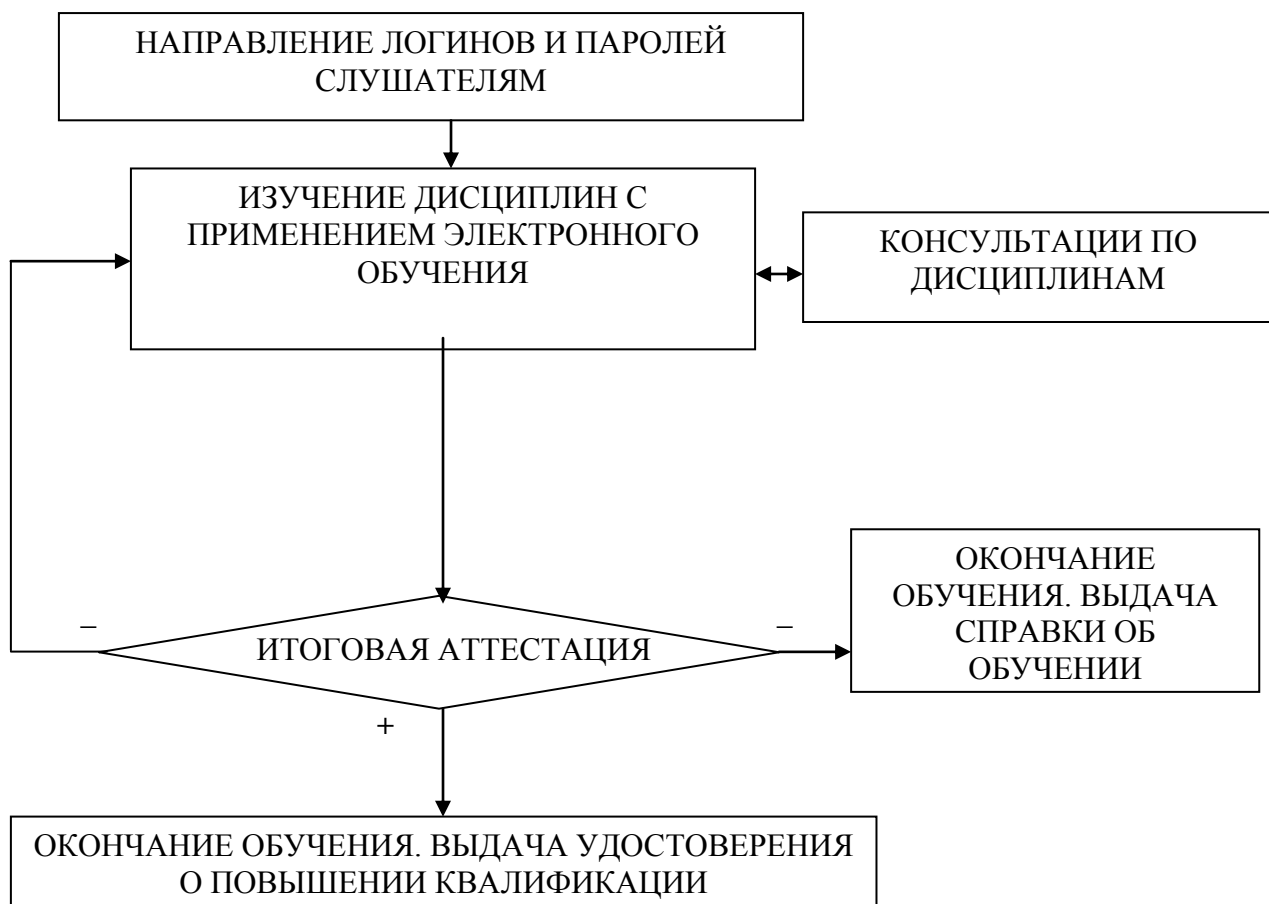 НАПРАВЛЕНИЕ ЛОГИНОВ И ПАРОЛЕЙ
СЛУШАТЕЛЯМ
ИЗУЧЕНИЕ ДИСЦИПЛИН С
ПРИМЕНЕНИЕМ ЭЛЕКТРОННОГО
ОБУЧЕНИЯ
КОНСУЛЬТАЦИИ ПО
ДИСЦИПЛИНАМ
–
ИТОГОВАЯ АТТЕСТАЦИЯ
–
ОКОНЧАНИЕ
ОБУЧЕНИЯ. ВЫДАЧА
СПРАВКИ ОБ
ОБУЧЕНИИ
+
ОКОНЧАНИЕ ОБУЧЕНИЯ. ВЫДАЧА УДОСТОВЕРЕНИЯ
О ПОВЫШЕНИИ КВАЛИФИКАЦИИ